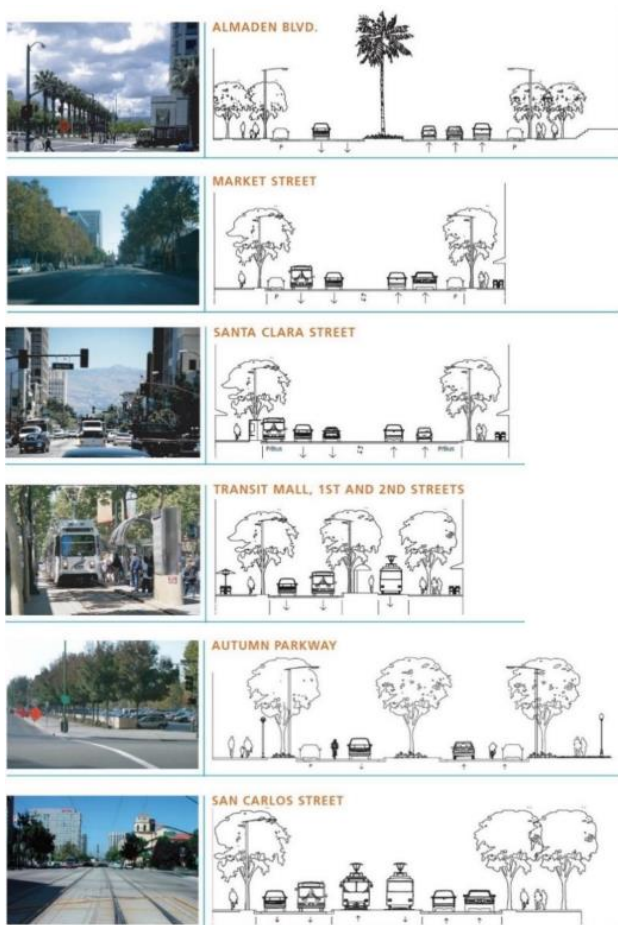 ALMADEN BLVD.
P P
MARKET STREET
P P
SANTA CLARA STREET
P/Bus P/Bus
TRANSIT MALL, 1ST AND 2ND STREETS
AUTUMN PARKWAY
P
SAN CARLOS STREET